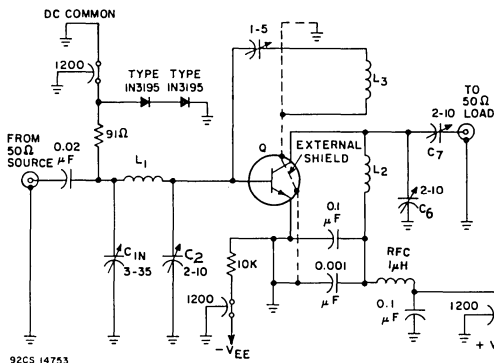 DC COMMON
1-5
1200
TYPE TYPE
IN3195 IN3195
L3
TO
50Ω
LOAD
FROM
50Ω
SOURCE
0.02
μF
91Ω
L1
Q
EXTERNAL
SHIELD
2-10
C7
L2
2-10
C6
CIN
3-35
C2
2-10
10K
0.1
μF
0.001
μF
RFC
1μH
1200
-VEE
0.1
μF
1200
+ V
92CS 14753